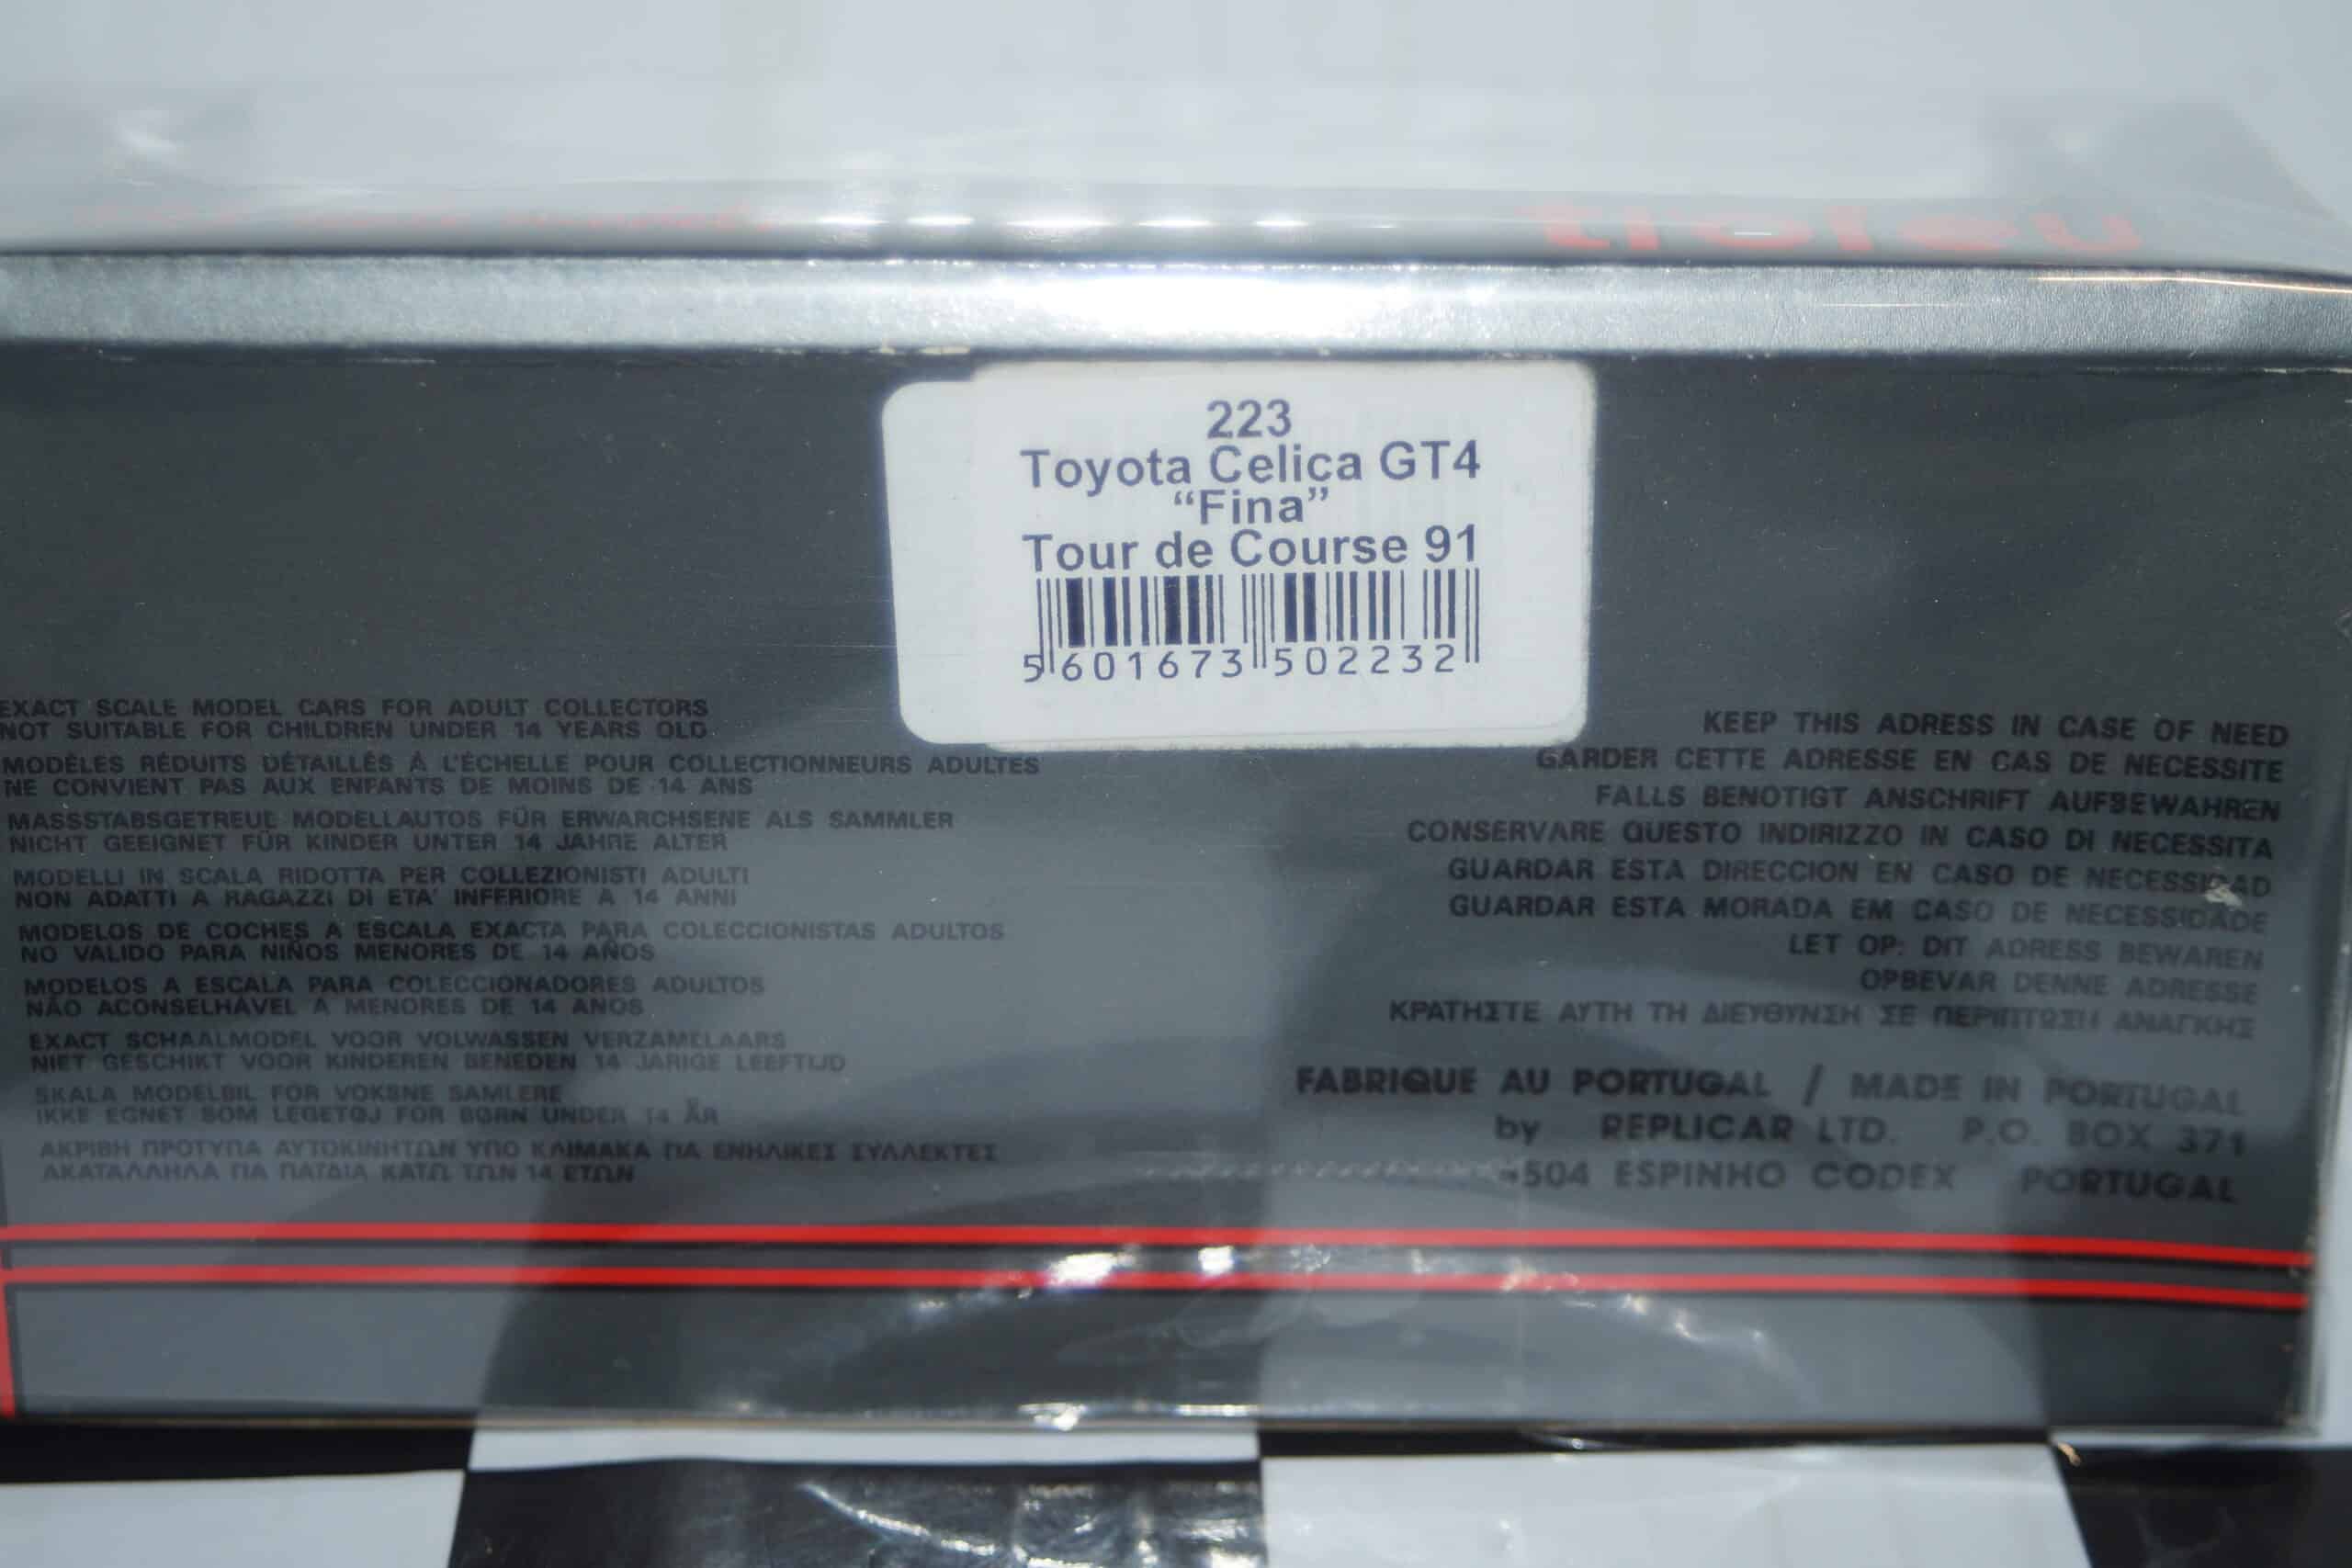 trofeu
223
Toyota Celica GT4
“Fina”
Tour de Course 91
5 601673 502232
EXACT SCALE MODEL CARS FOR ADULT COLLECTORS
NOT SUITABLE FOR CHILDREN UNDER 14 YEARS OLD
MODÈLES RÉDUITS DÉTAILLÉS À L'ÉCHELLE POUR COLLECTIONNEURS ADULTES
NE CONVIENT PAS AUX ENFANTS DE MOINS DE 14 ANS
MASSSTABSGETREUE MODELLAUTOS FÜR ERWARCHSENE ALS SAMMLER
NICHT GEEIGNET FÜR KINDER UNTER 14 JAHRE ALTER
MODELLI IN SCALA RIDOTTA PER COLLEZIONISTI ADULTI
NON ADATTI A RAGAZZI DI ETA' INFERIORE A 14 ANNI
MODELOS DE COCHES A ESCALA EXACTA PARA COLECCIONISTAS ADULTOS
NO VALIDO PARA NIÑOS MENORES DE 14 AÑOS
MODELOS A ESCALA PARA COLECCIONADORES ADULTOS
NÃO ACONSELHÁVEL A MENORES DE 14 ANOS
EXACT SCHAALMODEL VOOR VOLWASSEN VERZAMELAARS
NIET GESCHIKT VOOR KINDEREN BENEDEN 14 JARIGE LEEFTIJD
SKALA MODELBIL FOR VOKSNE SAMLERE
IKKE EGNET SOM LEGETOJ FOR BORN UNDER 14 ÅR
ΑΚΡΙΒΗ ΠΡΟΤΥΠΑ ΑΥΤΟΚΙΝΗΤΩΝ ΥΠΟ ΚΛΙΜΑΚΑ ΓΙΑ ΕΝΗΛΙΚΕΣ ΣΥΛΛΕΚΤΕΣ
ΑΚΑΤΑΛΛΗΛΑ ΓΙΑ ΠΑΙΔΙΑ ΚΑΤΩ ΤΩΝ 14 ΕΤΩΝ
KEEP THIS ADRESS IN CASE OF NEED
GARDER CETTE ADRESSE EN CAS DE NECESSITE
FALLS BENOTIGT ANSCHRIFT AUFBEWAHREN
CONSERVARE QUESTO INDIRIZZO IN CASO DI NECESSITA
GUARDAR ESTA DIRECCION EN CASO DE NECESSIDAD
GUARDAR ESTA MORADA EM CASO DE NECESSIDADE
LET OP: DIT ADRESS BEWAREN
OPBEVAR DENNE ADRESSE
ΚΡΑΤΗΣΤΕ ΑΥΤΗ ΤΗ ΔΙΕΥΘΥΝΣΗ ΣΕ ΠΕΡΙΠΤΩΣΗ ΑΝΑΓΚΗΣ
FABRIQUE AU PORTUGAL / MADE IN PORTUGAL
by REPLICAR LTD. P.O. BOX 371
4504 ESPINHO CODEX PORTUGAL